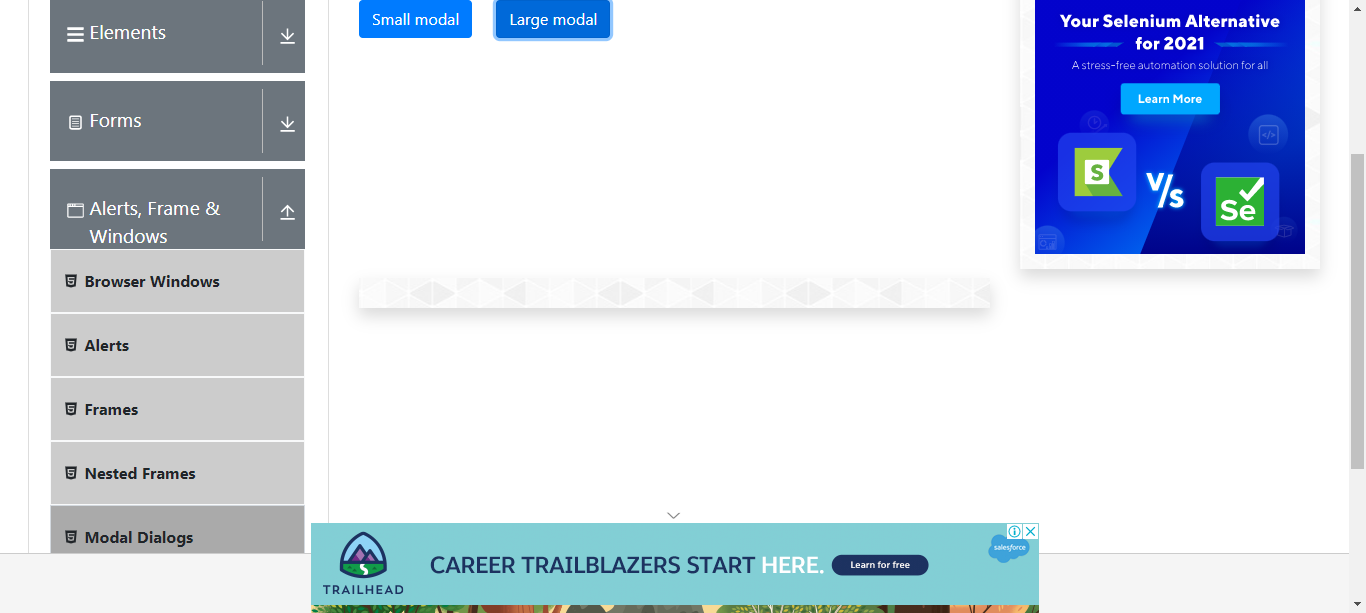 Elements
Forms
Alerts, Frame &
Windows
Browser Windows
Alerts
Frames
Nested Frames
Modal Dialogs
Small modal
Large modal
Your Selenium Alternative
for 2021
A stress-free automation solution for all
Learn More
S
V/s
Se
TRAILHEAD
CAREER TRAILBLAZERS START HERE.
Learn for free
salesforce